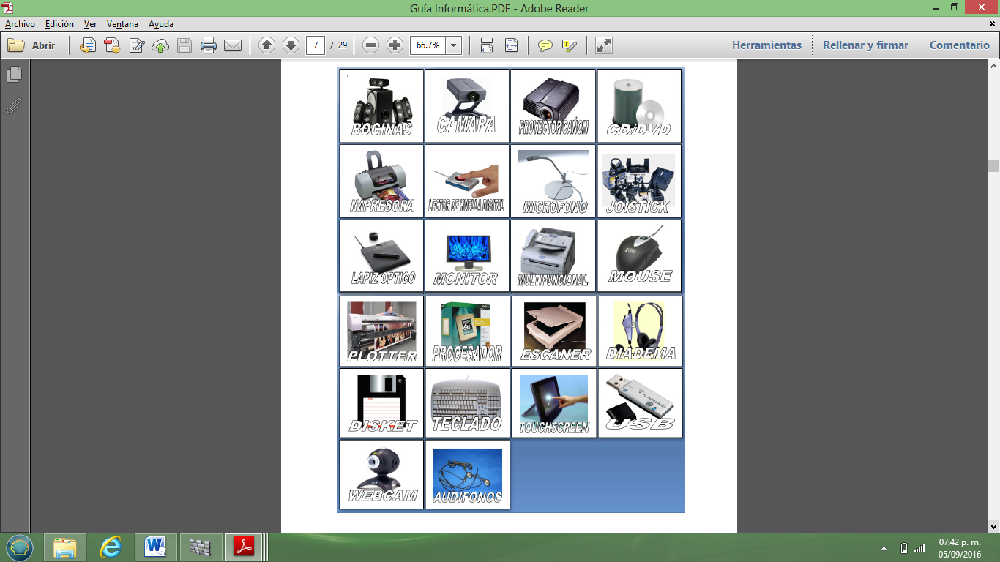 Guía Informática.PDF - Adobe Reader
Archivo Edición Ver Ventana Ayuda
Abrir 7 / 29 66.7% Herramientas Rellenar y firmar Comentario
BOCINAS CAMARA PROYECTOR/CAÑON CD/DVD
IMPRESORA LECTOR DE HUELLA DIGITAL MICROFONO JOISTICK
LAPIZ OPTICO MONITOR MULTIFUNCIONAL MOUSE
PLOTTER PROCESADOR ESCANER DIADEMA
DISKET TECLADO TOUCHSCREEN USB
WEBCAM AUDIFONOS
07:42 p. m.
05/09/2016